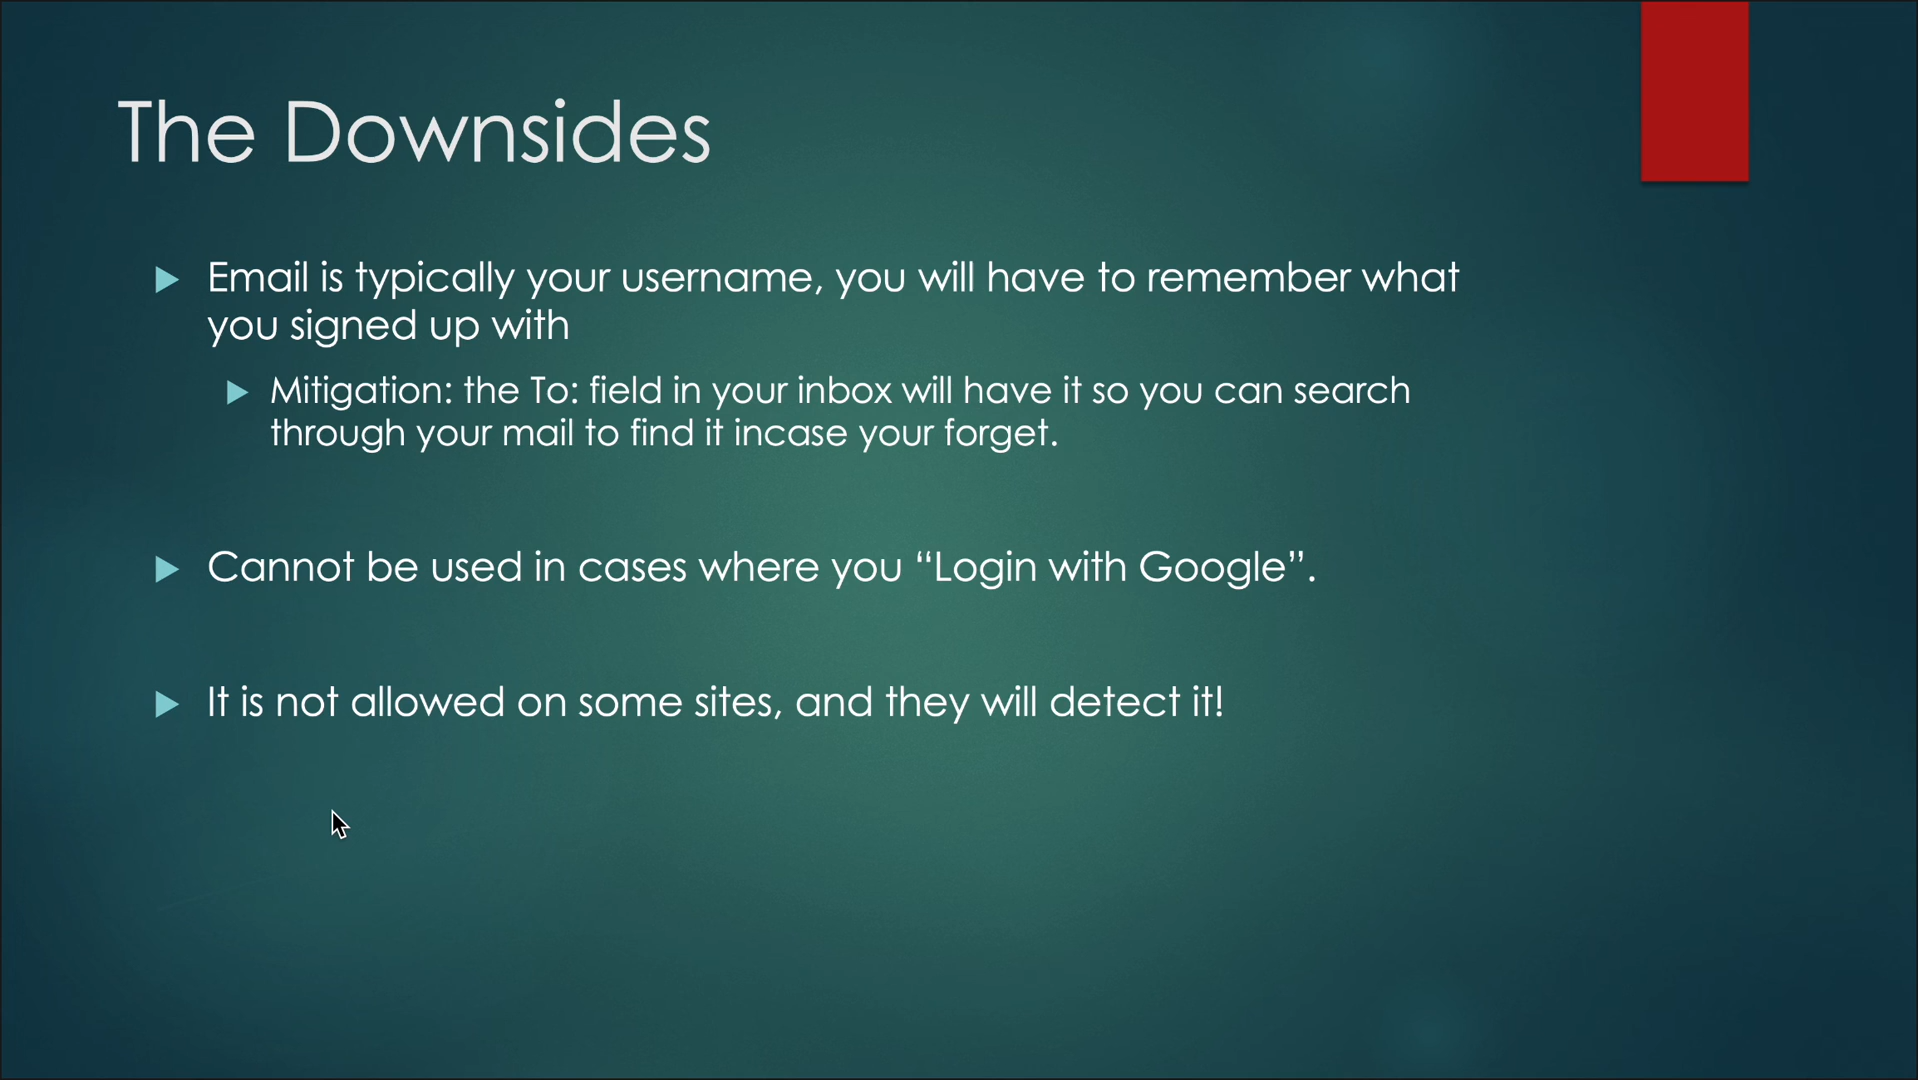 The Downsides
Email is typically your username, you will have to remember what
you signed up with
Mitigation: the To: field in your inbox will have it so you can search
through your mail to find it incase your forget.
Cannot be used in cases where you “Login with Google”.
It is not allowed on some sites, and they will detect it!